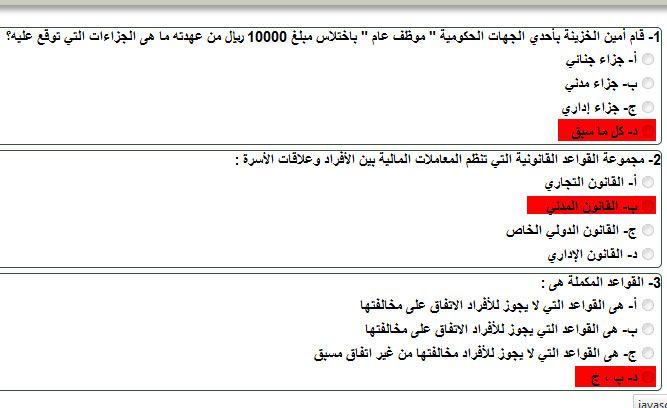 1- قام أمين الخزينة بأحدي الجهات الحكومية " موظف عام " باختلاس مبلغ 10000 ريال من عهدته ما هى الجزاءات التي توقع عليه؟
أ- جزاء جنائي
ب- جزاء مدني
ج- جزاء إداري
د- كل ما سبق
2- مجموعة القواعد القانونية التي تنظم المعاملات المالية بين الأفراد وعلاقات الأسرة :
أ- القانون التجاري
ب- القانون المدني
ج- القانون الدولي الخاص
د- القانون الإداري
3- القواعد المكملة هى :
أ- هى القواعد التي لا يجوز للأفراد الاتفاق على مخالفتها
ب- هى القواعد التي يجوز للأفراد الاتفاق على مخالفتها
ج- هى القواعد التي لا يجوز للأفراد مخالفتها من غير اتفاق مسبق
د- ب ، ج